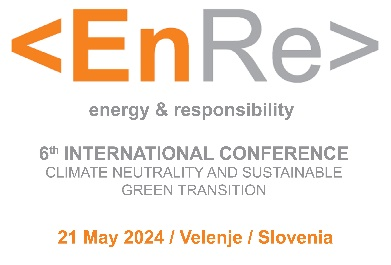 <EnRe>
energy & responsibility
6th INTERNATIONAL CONFERENCE
CLIMATE NEUTRALITY AND SUSTAINABLE
GREEN TRANSITION
21 May 2024 / Velenje / Slovenia